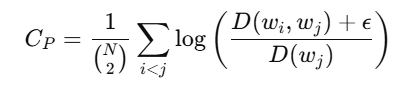 C_P = \frac{1}{\binom{N}{2}} \sum_{i<j} \log \left( \frac{D(w_i, w_j) + \epsilon}{D(w_j)} \right)